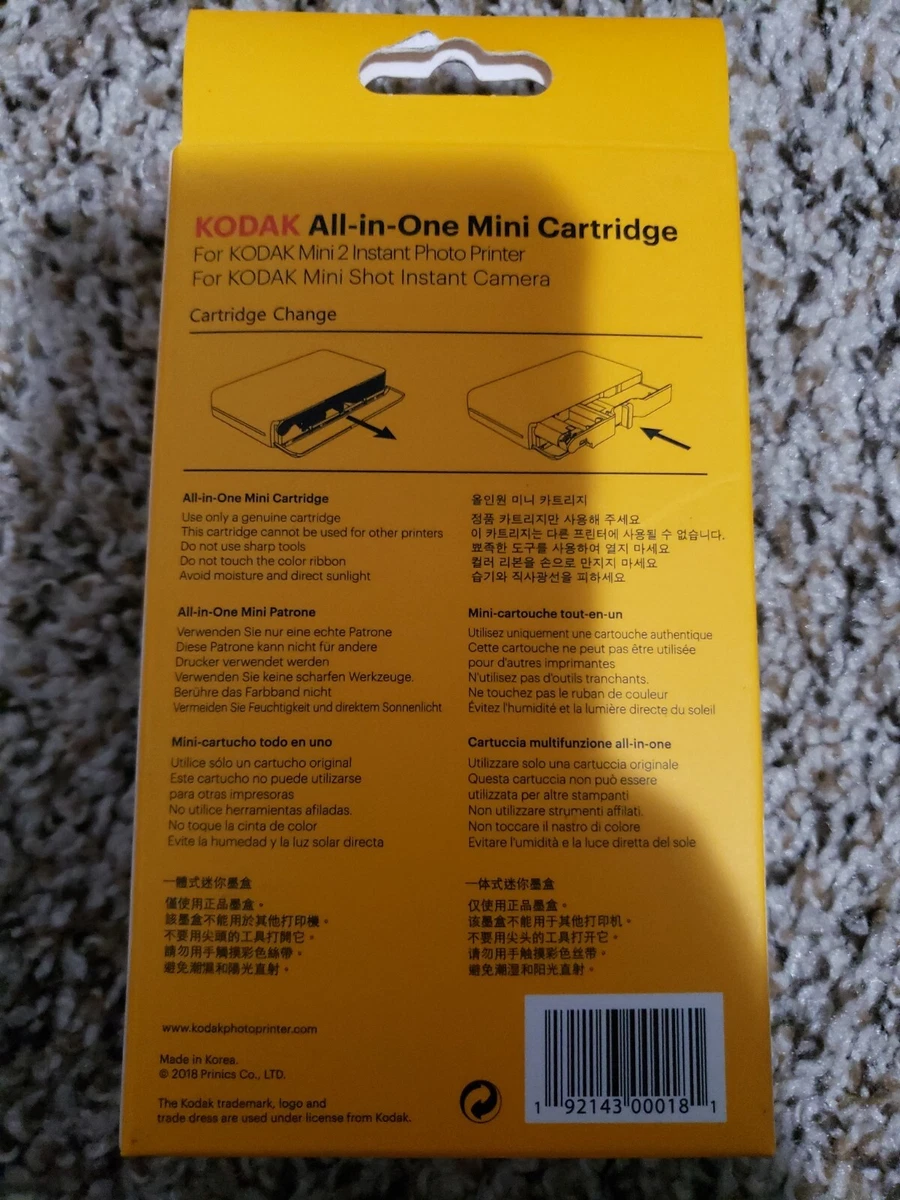 KODAK All-in-One Mini Cartridge
For KODAK Mini 2 Instant Photo Printer
For KODAK Mini Shot Instant Camera
Cartridge Change
All-in-One Mini Cartridge
Use only a genuine cartridge
This cartridge cannot be used for other printers
Do not use sharp tools
Do not touch the color ribbon
Avoid moisture and direct sunlight
올인원 미니 카트리지
정품 카트리지만 사용해 주세요
이 카트리지는 다른 프린터에 사용될 수 없습니다.
뾰족한 도구를 사용하여 열지 마세요
컬러 리본을 손으로 만지지 마세요
습기와 직사광선을 피하세요
All-in-One Mini Patrone
Verwenden Sie nur eine echte Patrone
Diese Patrone kann nicht für andere
Drucker verwendet werden
Verwenden Sie keine scharfen Werkzeuge.
Berühre das Farbband nicht
Vermeiden Sie Feuchtigkeit und direktem Sonnenlicht
Mini-cartouche tout-en-un
Utilisez uniquement une cartouche authentique
Cette cartouche ne peut pas être utilisée
pour d'autres imprimantes
N'utilisez pas d'outils tranchants.
Ne touchez pas le ruban de couleur
Évitez l'humidité et la lumière directe du soleil
Mini-cartucho todo en uno
Utilice sólo un cartucho original
Este cartucho no puede utilizarse
para otras impresoras
No utilice herramientas afiladas.
No toque la cinta de color
Evite la humedad y la luz solar directa
Cartuccia multifunzione all-in-one
Utilizzare solo una cartuccia originale
Questa cartuccia non può essere
utilizzata per altre stampanti
Non utilizzare strumenti affilati.
Non toccare il nastro di colore
Evitare l'umidità e la luce diretta del sole
一體式迷你墨盒
僅使用正品墨盒。
該墨盒不能用於其他打印機。
不要用尖頭的工具打開它。
請勿用手觸摸彩色絲帶。
避免潮濕和陽光直射。
一体式迷你墨盒
仅使用正品墨盒。
该墨盒不能用于其他打印机。
不要用尖头的工具打开它。
请勿用手触摸彩色丝带。
避免潮湿和阳光直射。
www.kodakphotoprinter.com
Made in Korea.
© 2018 Prinics Co., LTD.
The Kodak trademark, logo and
trade dress are used under license from Kodak.
1 92143 00018 1